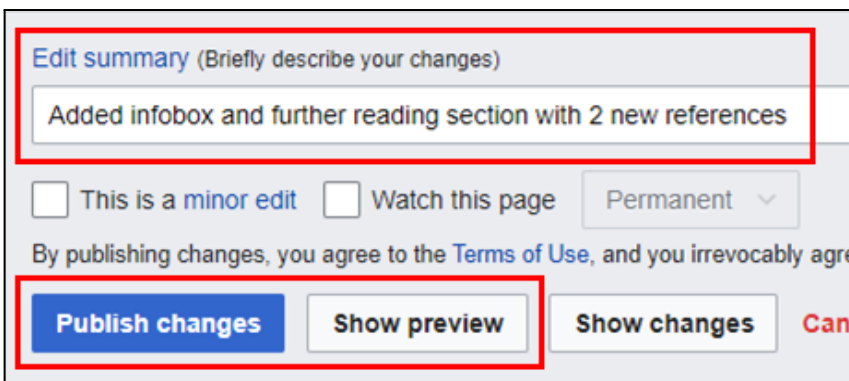 Edit summary (Briefly describe your changes)
Added infobox and further reading section with 2 new references
This is a minor edit Watch this page Permanent
By publishing changes, you agree to the Terms of Use, and you irrevocably agre
Publish changes Show preview Show changes Can